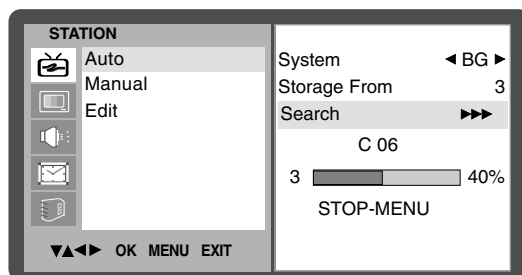 STATION
Auto
Manual
Edit
▼▲◀▶ OK MENU EXIT
System ◀ BG ▶
Storage From 3
Search ▶▶▶
C 06
3 40%
STOP-MENU